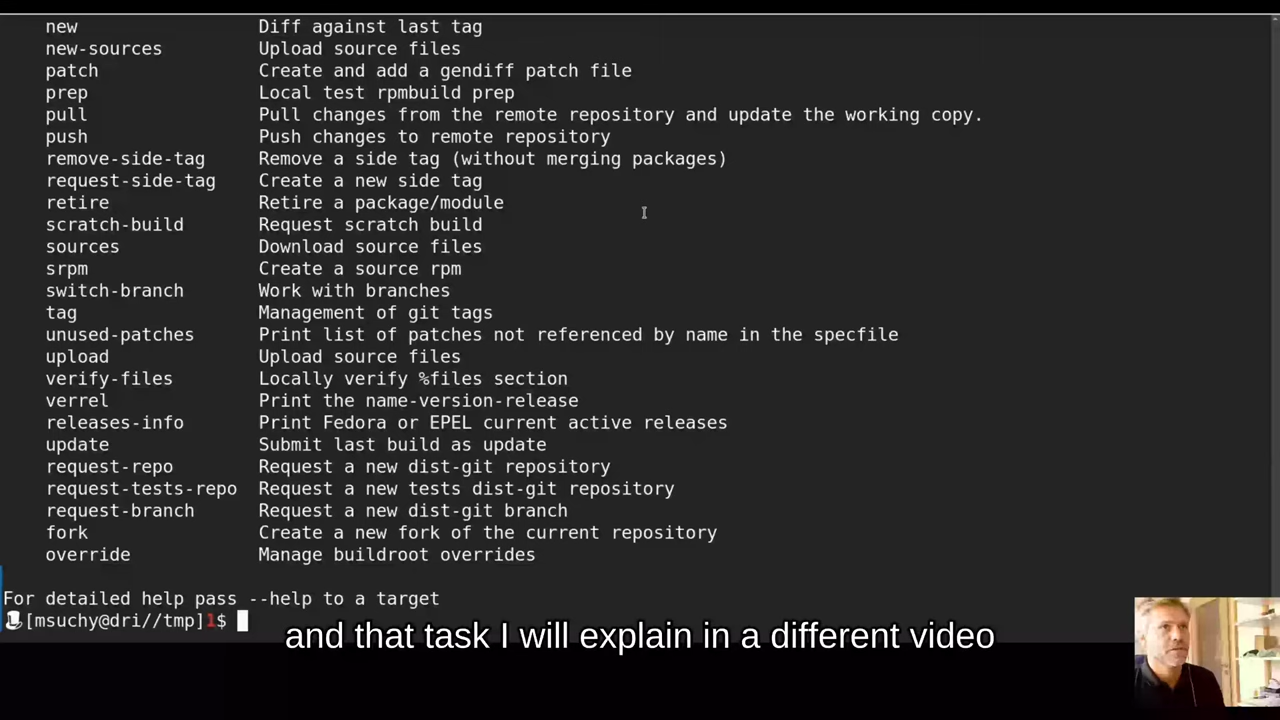 new Diff against last tag
new-sources Upload source files
patch Create and add a gendiff patch file
prep Local test rpmbuild prep
pull Pull changes from the remote repository and update the working copy.
push Push changes to remote repository
remove-side-tag Remove a side tag (without merging packages)
request-side-tag Create a new side tag
retire Retire a package/module
scratch-build Request scratch build
sources Download source files
srpm Create a source rpm
switch-branch Work with branches
tag Management of git tags
unused-patches Print list of patches not referenced by name in the specfile
upload Upload source files
verify-files Locally verify %files section
verrel Print the name-version-release
releases-info Print Fedora or EPEL current active releases
update Submit last build as update
request-repo Request a new dist-git repository
request-tests-repo Request a new tests dist-git repository
request-branch Request a new dist-git branch
fork Create a new fork of the current repository
override Manage buildroot overrides
For detailed help pass --help to a target
[msuchy@dri//tmp]1$
and that task I will explain in a different video